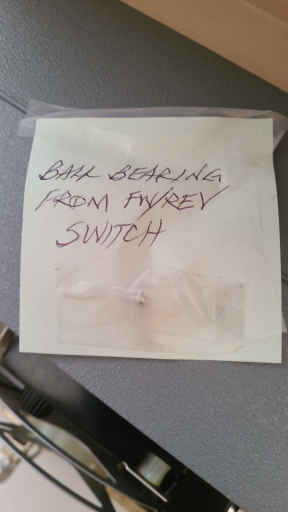 BALL BEARING
FROM FW/REV
SWITCH